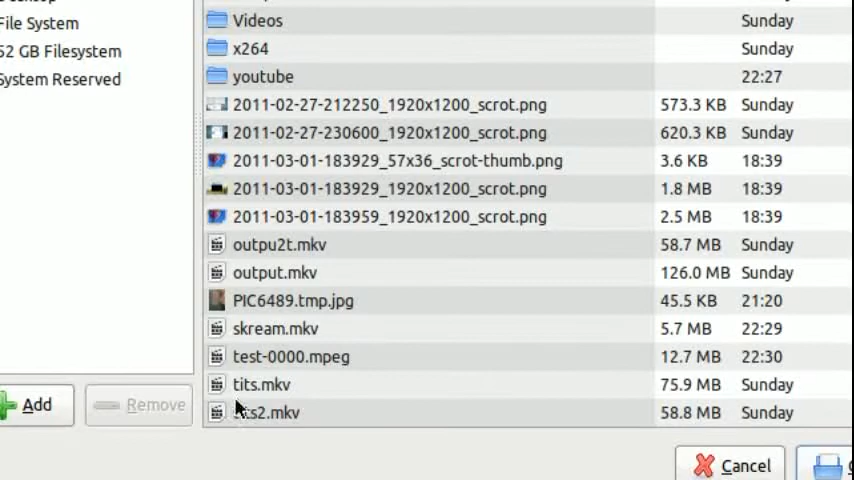 File System
52 GB Filesystem
System Reserved
Videos Sunday
x264 Sunday
youtube 22:27
2011-02-27-212250_1920x1200_scrot.png 573.3 KB Sunday
2011-02-27-230600_1920x1200_scrot.png 620.3 KB Sunday
2011-03-01-183929_57x36_scrot-thumb.png 3.6 KB 18:39
2011-03-01-183929_1920x1200_scrot.png 1.8 MB 18:39
2011-03-01-183959_1920x1200_scrot.png 2.5 MB 18:39
outpu2t.mkv 58.7 MB Sunday
output.mkv 126.0 MB Sunday
PIC6489.tmp.jpg 45.5 KB 21:20
skream.mkv 5.7 MB 22:29
test-0000.mpeg 12.7 MB 22:30
tits.mkv 75.9 MB Sunday
58.8 MB Sunday
Add Remove
Cancel